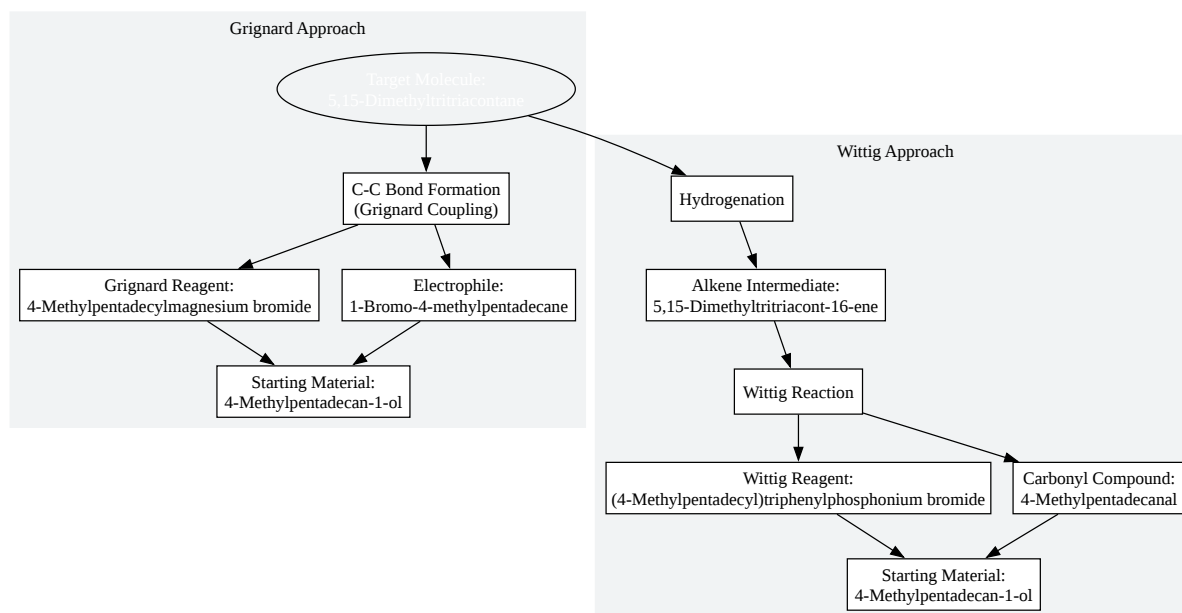 Grignard Approach
Target Molecule:
5,15-Dimethyltritriacontane
C-C Bond Formation
(Grignard Coupling)
Grignard Reagent:
4-Methylpentadecylmagnesium bromide
Electrophile:
1-Bromo-4-methylpentadecane
Starting Material:
4-Methylpentadecan-1-ol
Wittig Approach
Hydrogenation
Alkene Intermediate:
5,15-Dimethyltritriacont-16-ene
Wittig Reaction
Wittig Reagent:
(4-Methylpentadecyl)triphenylphosphonium bromide
Carbonyl Compound:
4-Methylpentadecanal
Starting Material:
4-Methylpentadecan-1-ol